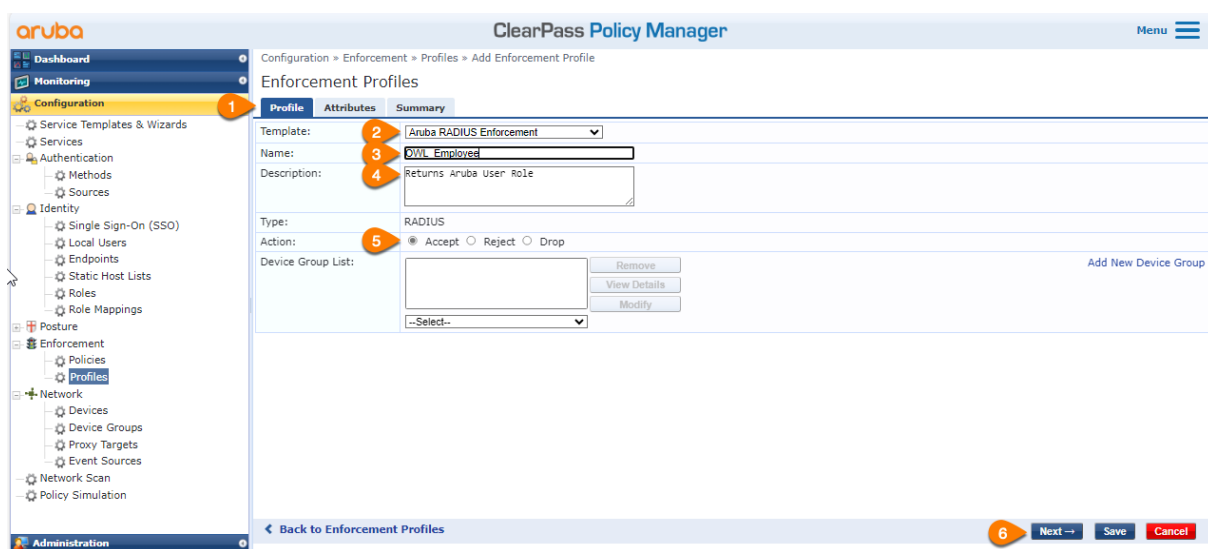 aruba
ClearPass Policy Manager
Menu
Dashboard
Monitoring
Configuration
Service Templates & Wizards
Services
Authentication
Methods
Sources
Identity
Single Sign-On (SSO)
Local Users
Endpoints
Static Host Lists
Roles
Role Mappings
Posture
Enforcement
Policies
Profiles
Network
Devices
Device Groups
Proxy Targets
Event Sources
Network Scan
Policy Simulation
Administration
Configuration » Enforcement » Profiles » Add Enforcement Profile
Enforcement Profiles
1 Profile Attributes Summary
Template: 2 Aruba RADIUS Enforcement
Name: 3 OWL_Employee
Description: 4 Returns Aruba User Role
Type: RADIUS
Action: 5 Accept Reject Drop
Device Group List: Remove Add New Device Group
View Details
Modify
--Select--
Back to Enforcement Profiles 6 Next→ Save Cancel